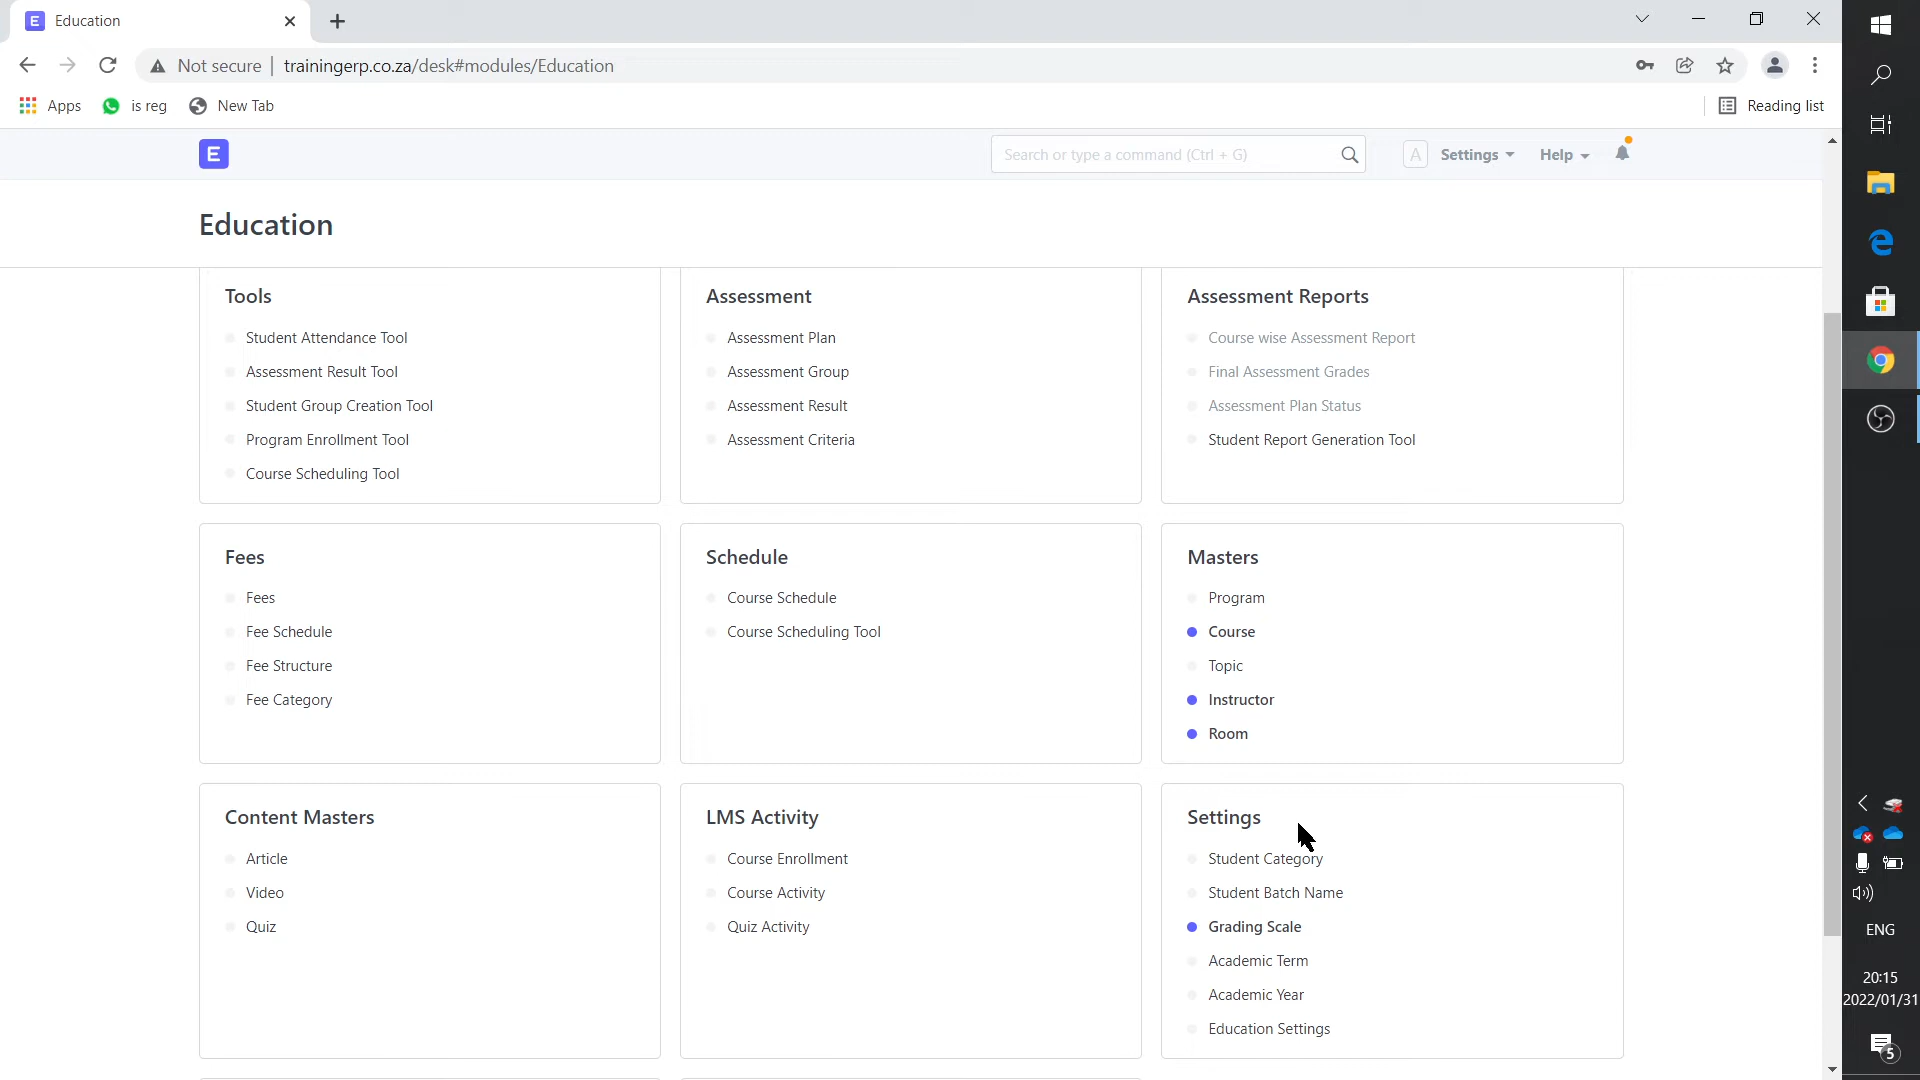 E Education
Not secure | trainingerp.co.za/desk#modules/Education
Apps is reg New Tab Reading list
E Search or type a command (Ctrl + G) A Settings Help
Education
Tools
Student Attendance Tool
Assessment Result Tool
Student Group Creation Tool
Program Enrollment Tool
Course Scheduling Tool
Assessment
Assessment Plan
Assessment Group
Assessment Result
Assessment Criteria
Assessment Reports
Course wise Assessment Report
Final Assessment Grades
Assessment Plan Status
Student Report Generation Tool
Fees
Fees
Fee Schedule
Fee Structure
Fee Category
Schedule
Course Schedule
Course Scheduling Tool
Masters
Program
Course
Topic
Instructor
Room
Content Masters
Article
Video
Quiz
LMS Activity
Course Enrollment
Course Activity
Quiz Activity
Settings
Student Category
Student Batch Name
Grading Scale
Academic Term
Academic Year
Education Settings
ENG
20:15
2022/01/31
5